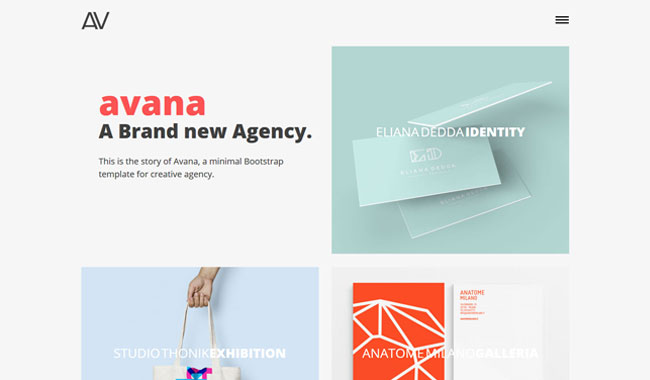 AV
avana
A Brand new Agency.
This is the story of Avana, a minimal Bootstrap
template for creative agency.
ELIANA DEDDA IDENTITY
ELIANA DEDDA
STUDIO THONIK EXHIBITION
ANATOME
MILANO
ANATOME MILANO GALLERIA